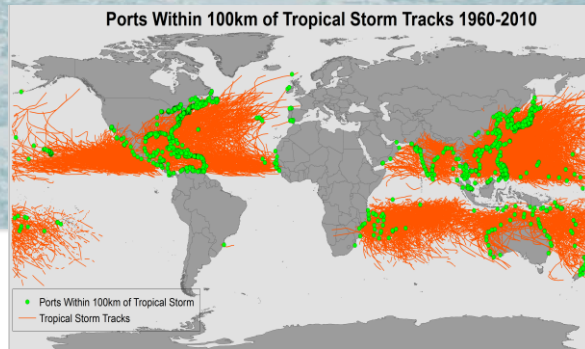 Ports Within 100km of Tropical Storm Tracks 1960-2010
Ports Within 100km of Tropical Storm
Tropical Storm Tracks